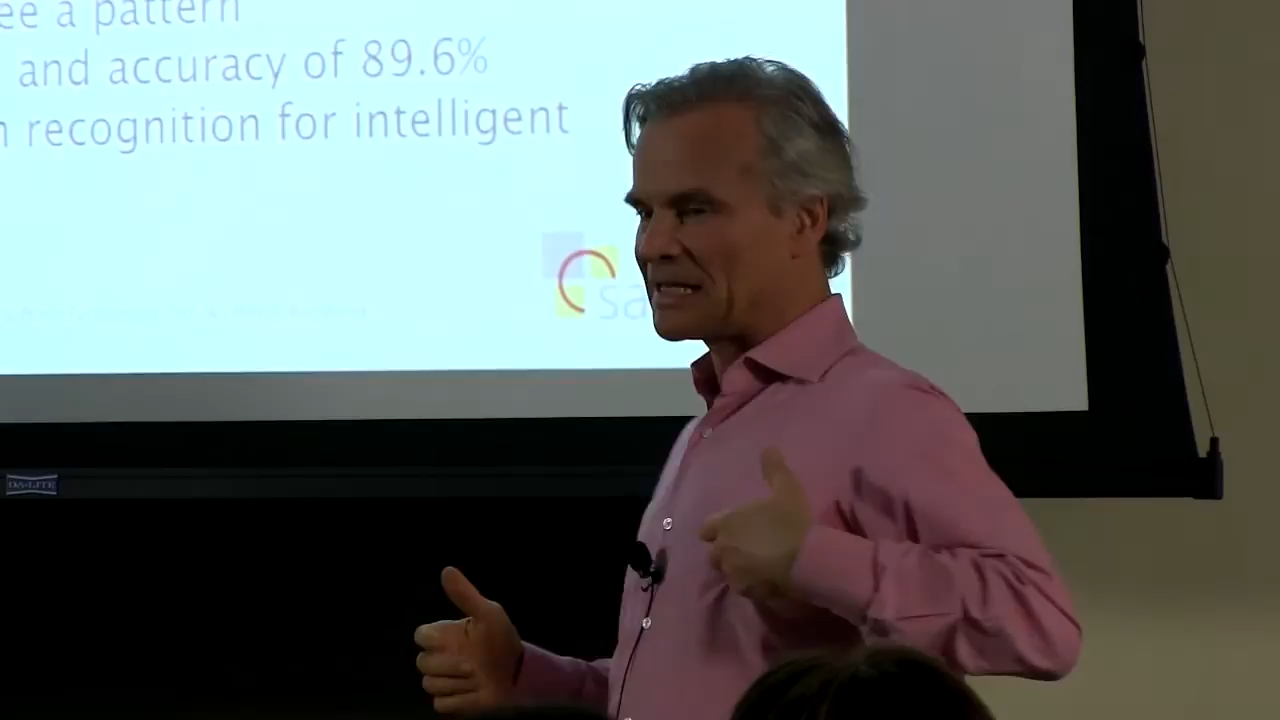 ee a pattern
and accuracy of 89.6%
n recognition for intelligent
sa
DA-LITE